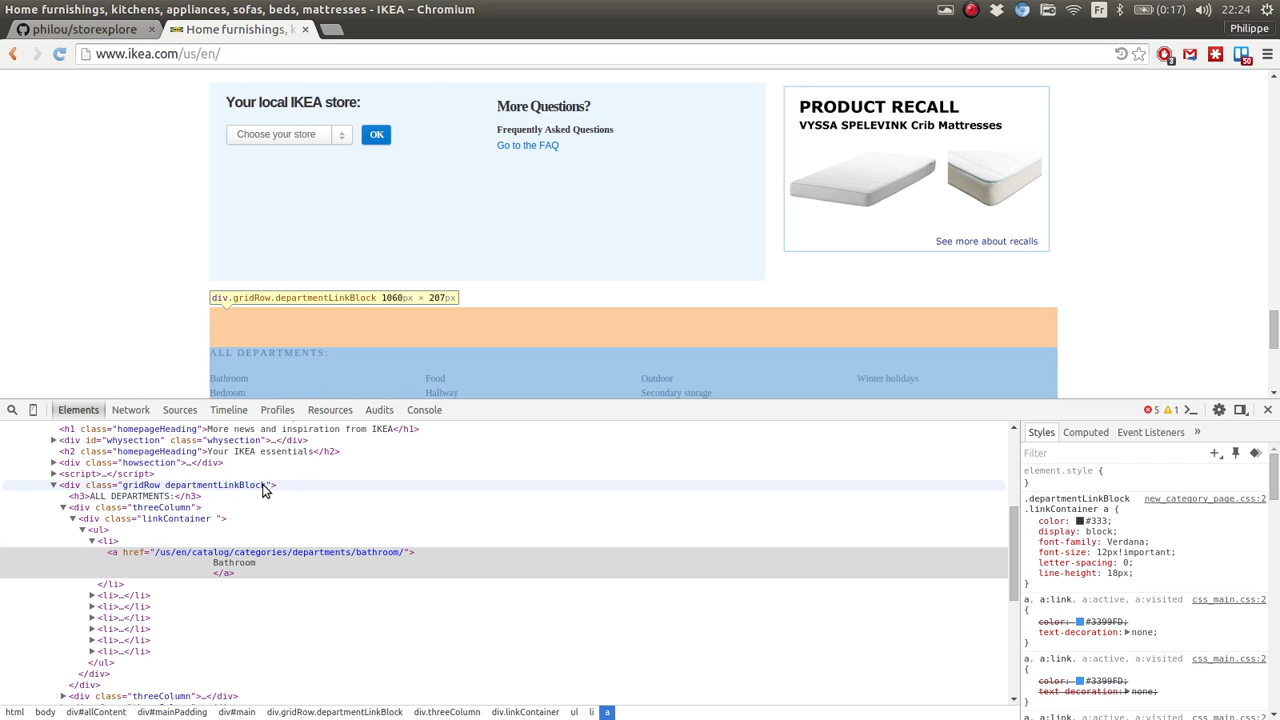 Home furnishings, kitchens, appliances, sofas, beds, mattresses - IKEA – Chromium
Fr
(0:17)
22:24
philou/storexplore
Home furnishings, k
Philippe
www.ikea.com/us/en/
3
50
Your local IKEA store:
Choose your store
OK
More Questions?
Frequently Asked Questions
Go to the FAQ
PRODUCT RECALL
VYSSA SPELEVINK Crib Mattresses
See more about recalls
div.gridRow.departmentLinkBlock 1060px × 207px
ALL DEPARTMENTS:
Bathroom Food Outdoor Winter holidays
Bedroom Hallway Secondary storage
Elements Network Sources Timeline Profiles Resources Audits Console
5 1
<h1 class="homepageHeading">More news and inspiration from IKEA</h1>
<div id="whysection" class="whysection">…</div>
<h2 class="homepageHeading">Your IKEA essentials</h2>
<div class="howsection">…</div>
<script>…</script>
<div class="gridRow departmentLinkBlock">
<h3>ALL DEPARTMENTS:</h3>
<div class="threeColumn">
<div class="linkContainer ">
<ul>
<li>
<a href="/us/en/catalog/categories/departments/bathroom/">
Bathroom
</a>
</li>
<li>…</li>
<li>…</li>
<li>…</li>
<li>…</li>
<li>…</li>
<li>…</li>
</ul>
</div>
</div>
<div class="threeColumn">…</div>
html body div#allContent div#mainPadding div#main div.gridRow.departmentLinkBlock div.threeColumn div.linkContainer ul li a
Styles Computed Event Listeners »
Filter
element.style {
}
.departmentLinkBlock new_category_page.css:2
.linkContainer a {
color: #333;
display: block;
font-family: Verdana;
font-size: 12px!important;
letter-spacing: 0;
line-height: 18px;
}
a, a:link, a:active, a:visited css_main.css:2
{
color: #3399FD;
text-decoration: none;
}
a, a:link, a:active, a:visited css_main.css:2
{
color: #3399FD;
text-decoration: none;
}